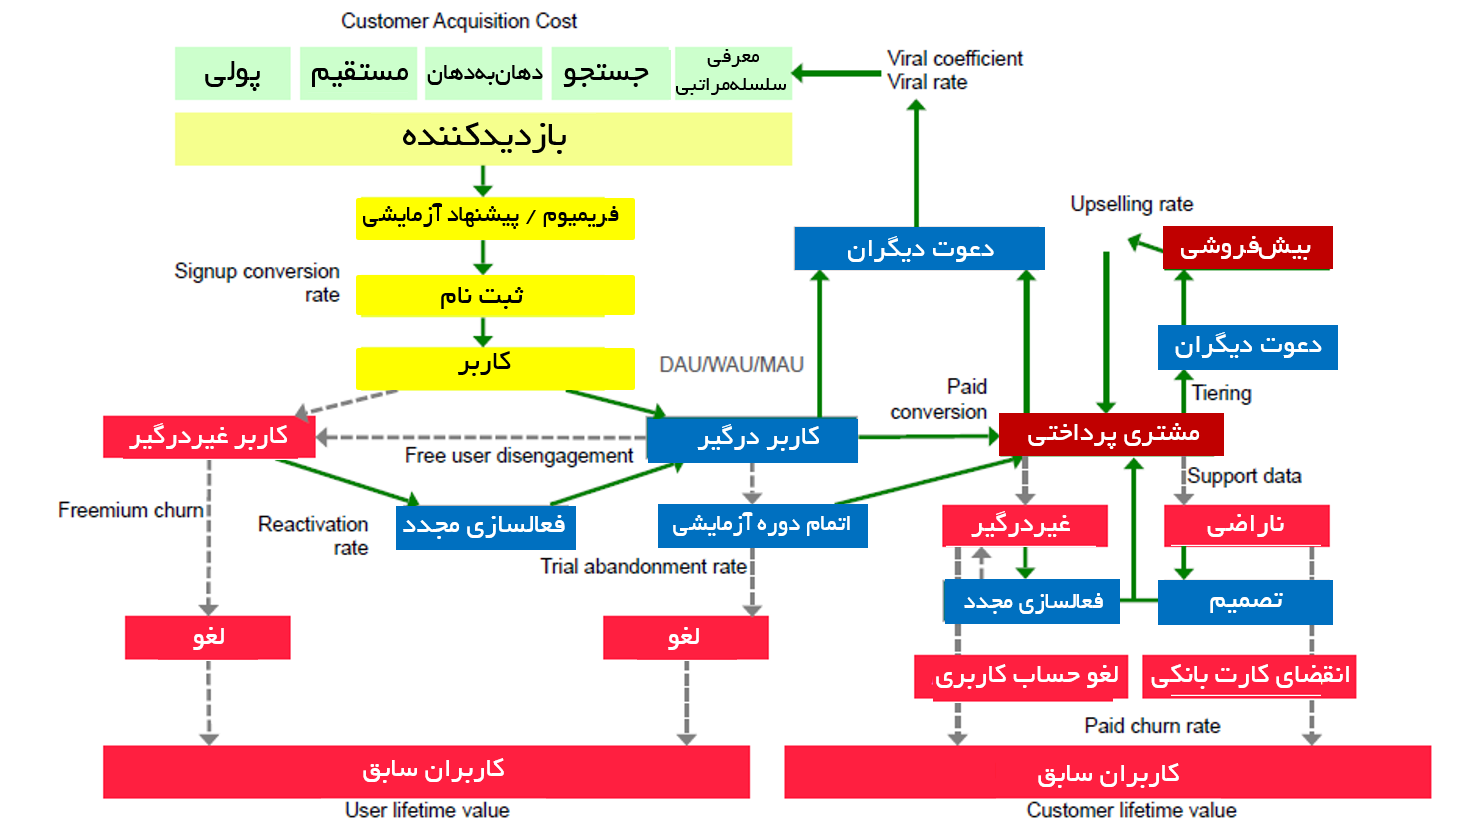 Customer Acquisition Cost
پولی
مستقیم
دهان‌به‌دهان
جستجو
معرفی
سلسله‌مراتبی
Viral coefficient
Viral rate
بازدیدکننده
فریمیوم / پیشنهاد آزمایشی
Upselling rate
دعوت دیگران
بیش‌فروشی
Signup conversion
rate
ثبت نام
کاربر
DAU/WAU/MAU
دعوت دیگران
Paid
conversion
Tiering
کاربر غیردرگیر
کاربر درگیر
مشتری پرداختی
Free user disengagement
Support data
Freemium churn
Reactivation
rate
فعالسازی مجدد
اتمام دوره آزمایشی
غیردرگیر
ناراضی
Trial abandonment rate
فعالسازی مجدد
تصمیم
لغو
لغو
لغو حساب کاربری
انقضای کارت بانکی
Paid churn rate
کاربران سابق
کاربران سابق
User lifetime value
Customer lifetime value